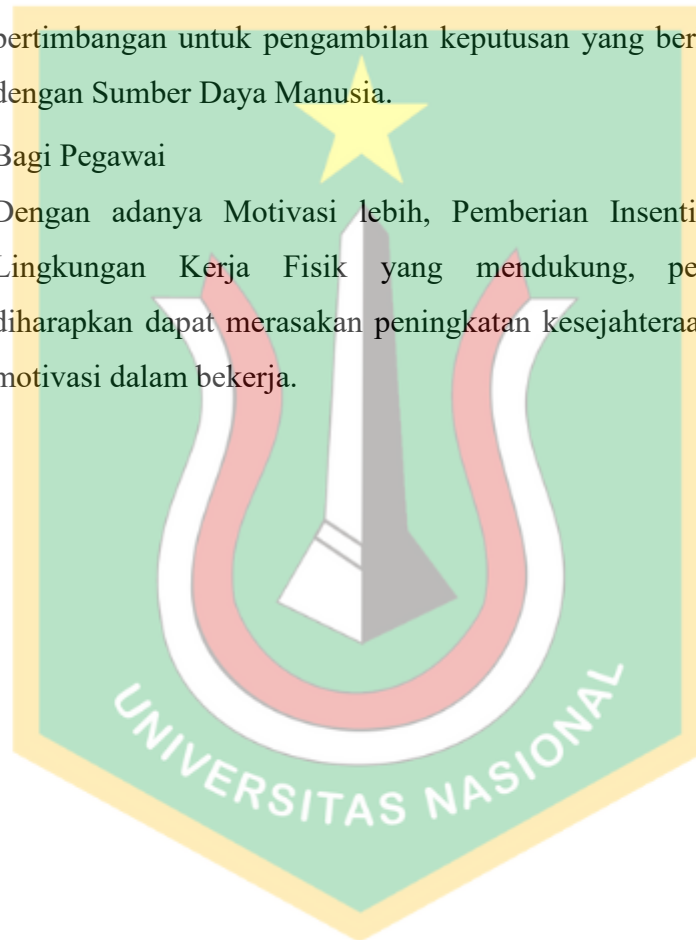 pertimbangan untuk pengambilan keputusan yang ber
dengan Sumber Daya Manusia.
Bagi Pegawai
Dengan adanya Motivasi lebih, Pemberian Insenti
Lingkungan Kerja Fisik yang mendukung, pe
diharapkan dapat merasakan peningkatan kesejahteraa
motivasi dalam bekerja.
UNIVERSITAS NASIONAL